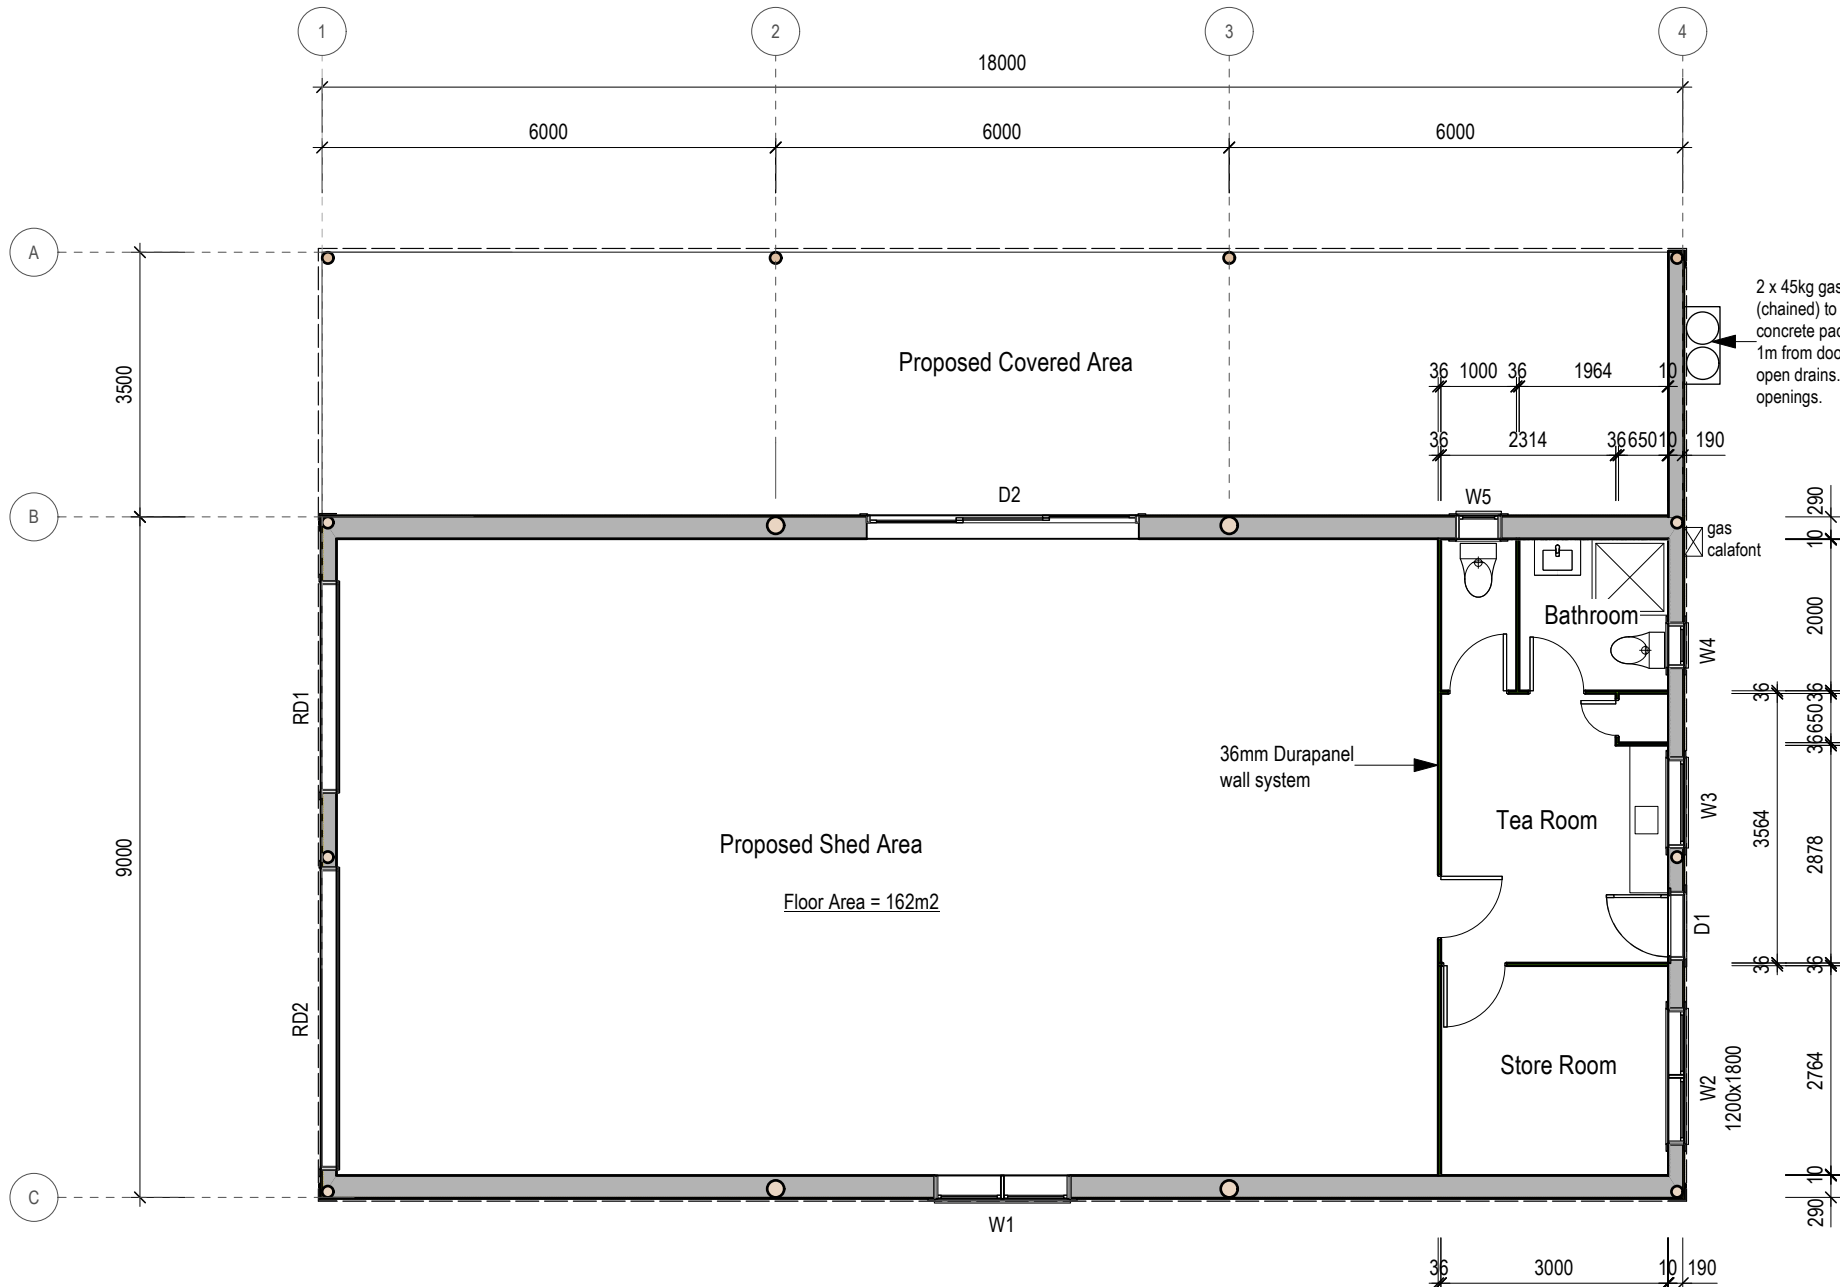 1
2
3
4
18000
6000
6000
6000
A
2 x 45kg gas
(chained) to
concrete
1m from
open drains.
openings.
3500
Proposed Covered Area
36 1000 36 1964 10
36 2314 36 650 10 190
B
D2
W5
290
gas
calafont
10
Bathroom
2000
W4
RD1
36 36
650
36
36mm Durapanel
wall system
W3
Tea Room
3564
Proposed Shed Area
2878
9000
Floor Area = 162m2
D1
36 36
RD2
Store Room
W2
1200x1800
2764
10
C
290
W1
36 3000 10 190